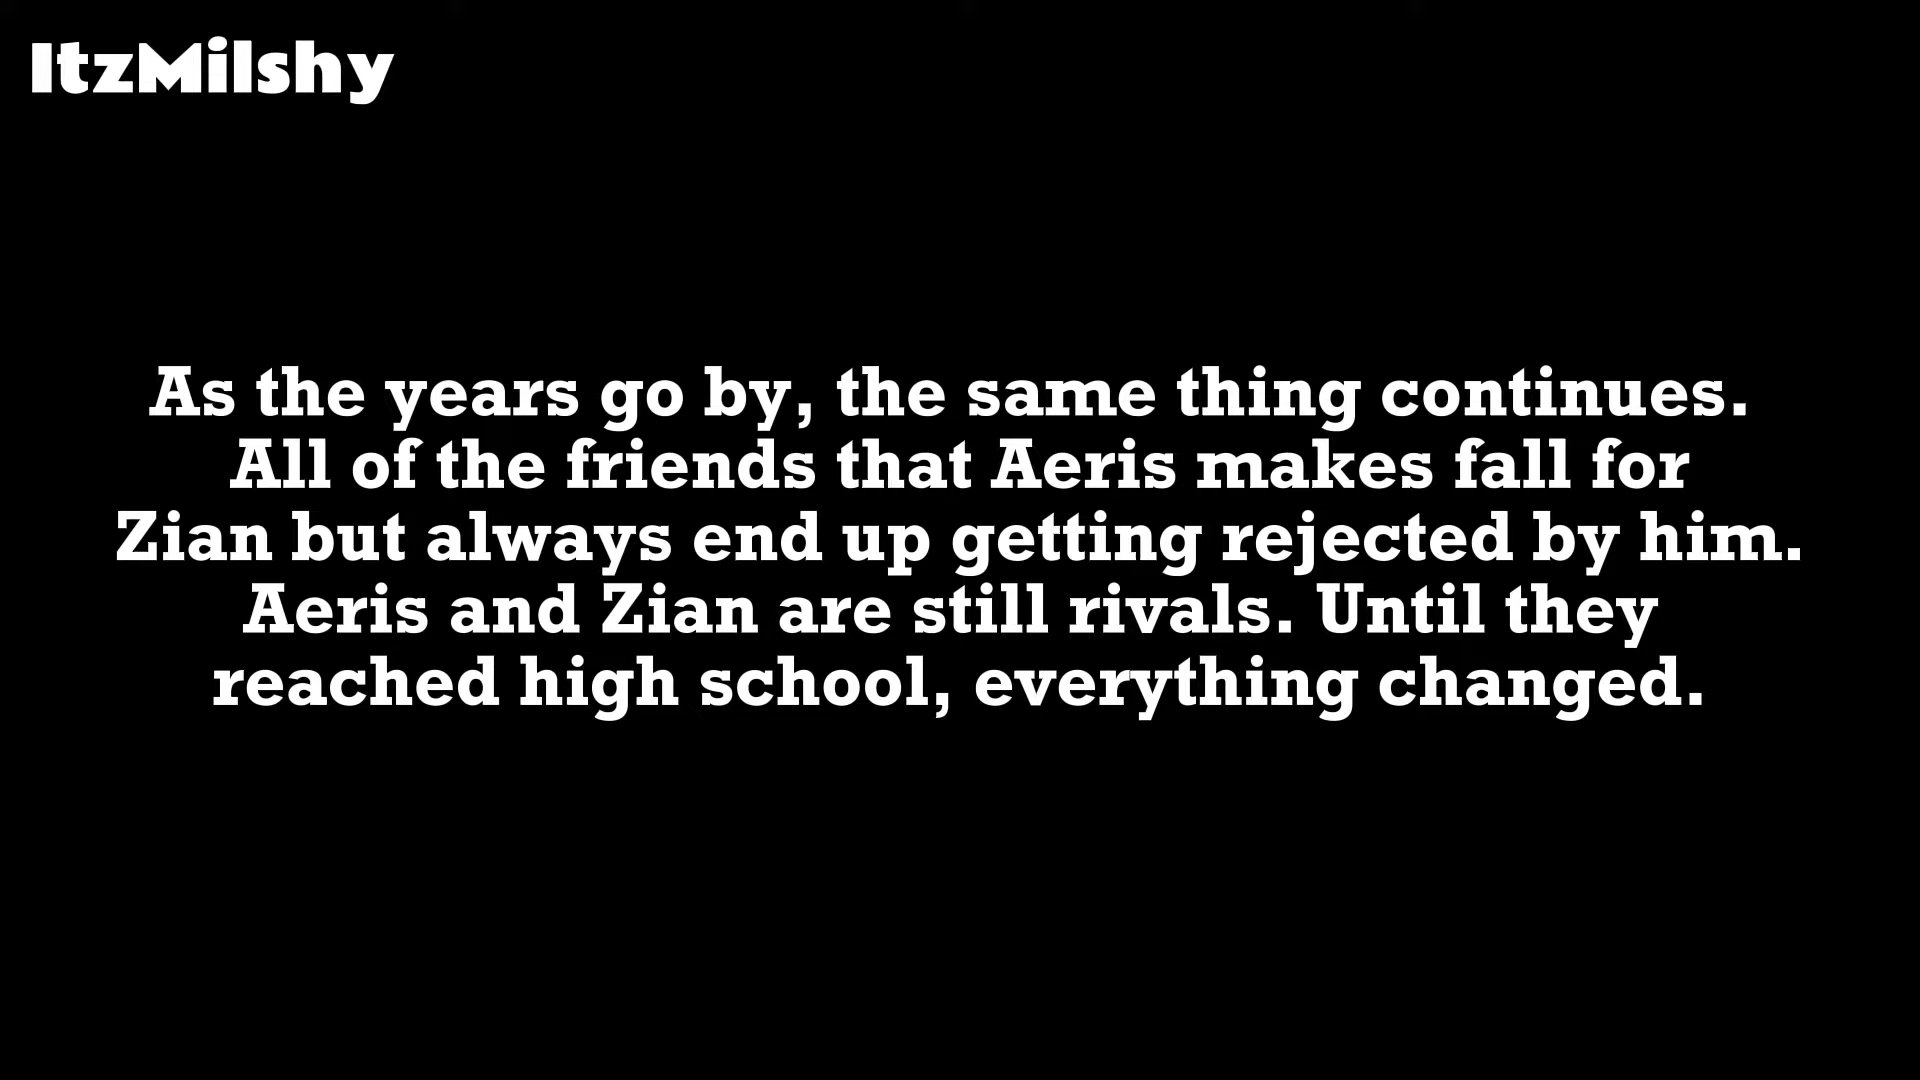 ItzMilshy
As the years go by, the same thing continues.
All of the friends that Aeris makes fall for
Zian but always end up getting rejected by him.
Aeris and Zian are still rivals. Until they
reached high school, everything changed.